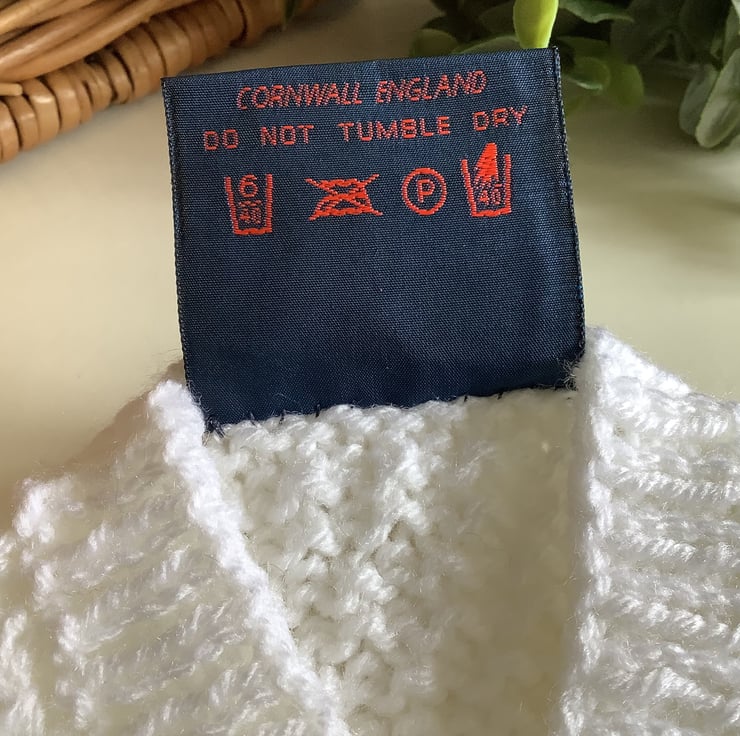 CORNWALL ENGLAND
DO NOT TUMBLE DRY
6 40 P 40